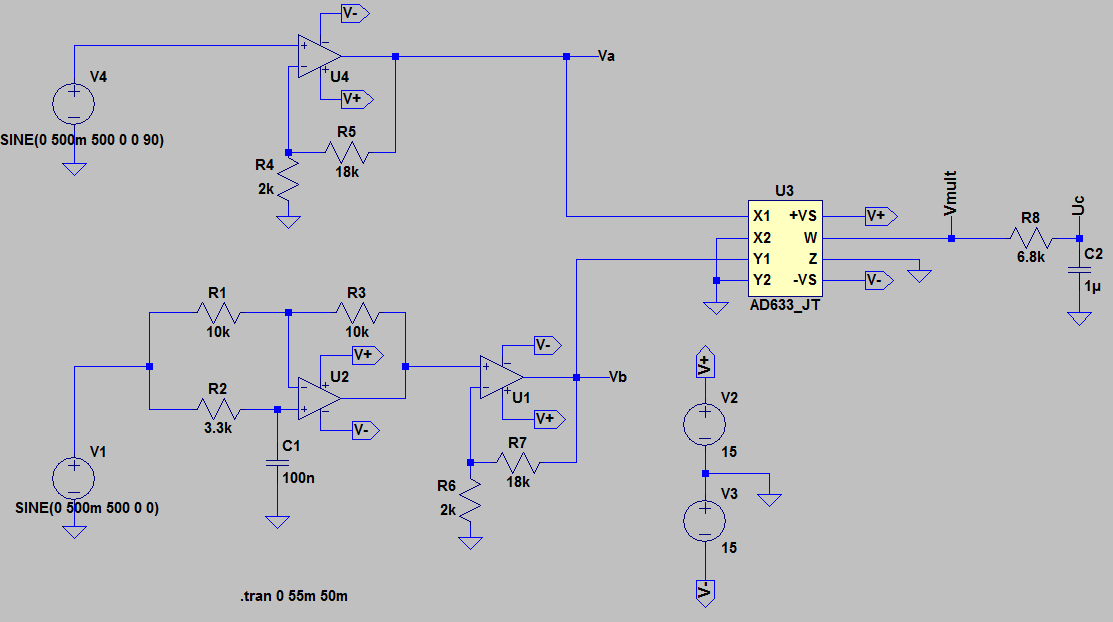 V-
V4
U4
V+
Va
SINE(0 500m 500 0 0 90)
R5
18k
R4
2k
U3
X1 +VS
X2 W
Y1 Z
Y2 -VS
AD633_JT
V+
V-
Vmult
R8
6.8k
Uc
C2
1µ
R1
10k
R3
10k
V+
U2
V-
R2
3.3k
C1
100n
V1
SINE(0 500m 500 0 0)
V-
U1
V+
Vb
R7
18k
R6
2k
V+
V2
15
V3
15
V-
.tran 0 55m 50m